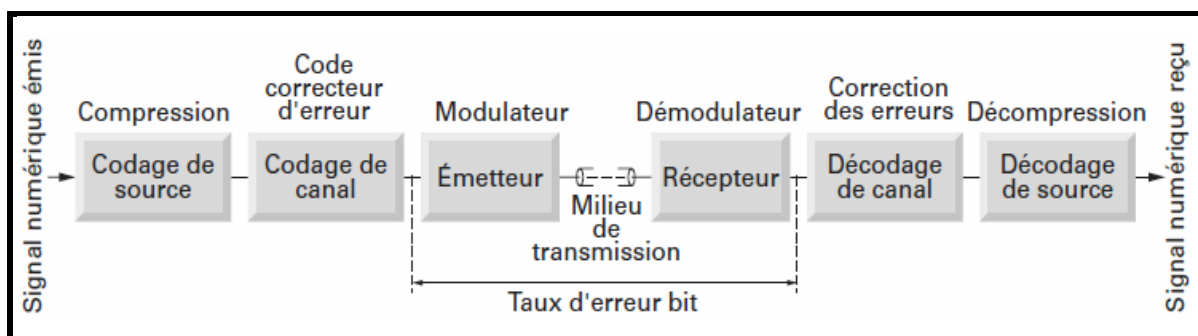 Signal numérique émis
Compression
Codage de
source
Code
correcteur
d'erreur
Codage de
canal
Modulateur
Émetteur
Milieu
de
transmission
Démodulateur
Récepteur
Correction
des erreurs
Décodage
de canal
Décompression
Décodage
de source
Signal numérique reçu
Taux d'erreur bit